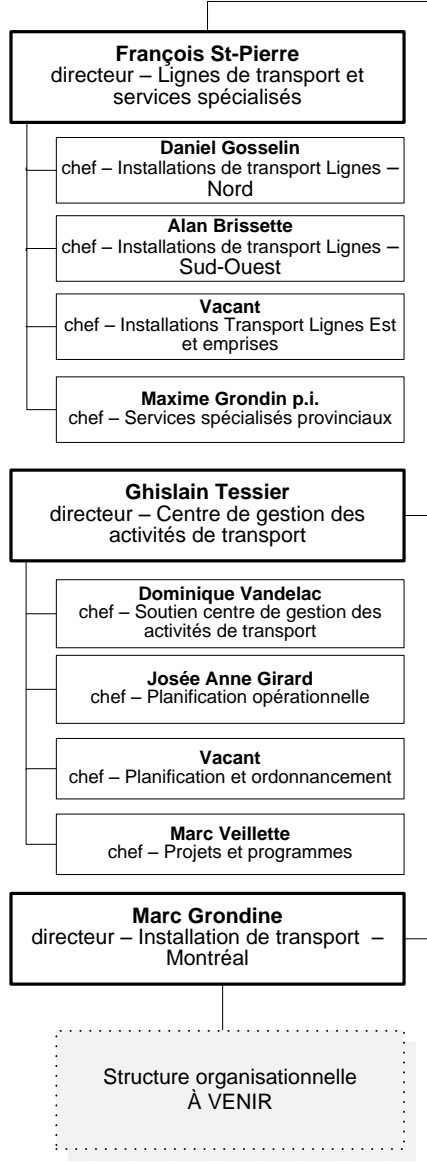 François St-Pierre
directeur – Lignes de transport et
services spécialisés
Daniel Gosselin
chef – Installations de transport Lignes –
Nord
Alan Brissette
chef – Installations de transport Lignes –
Sud-Ouest
Vacant
chef – Installations Transport Lignes Est
et emprises
Maxime Grondin p.i.
chef – Services spécialisés provinciaux
Ghislain Tessier
directeur – Centre de gestion des
activités de transport
Dominique Vandelac
chef – Soutien centre de gestion des
activités de transport
Josée Anne Girard
chef – Planification opérationnelle
Vacant
chef – Planification et ordonnancement
Marc Veillette
chef – Projets et programmes
Marc Grondine
directeur – Installation de transport –
Montréal
Structure organisationnelle
À VENIR